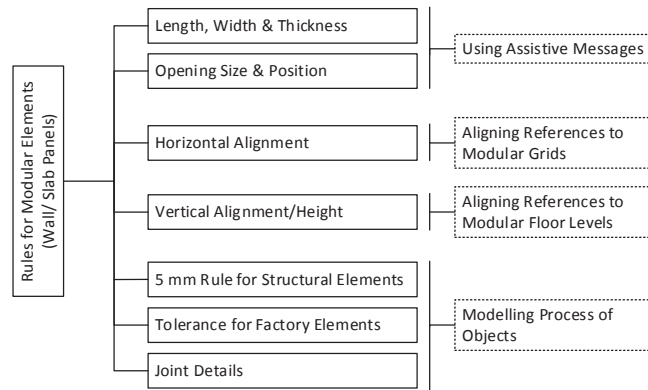 Rules for Modular Elements
(Wall/ Slab Panels)
Length, Width & Thickness
Opening Size & Position
Using Assistive Messages
Horizontal Alignment
Aligning References to
Modular Grids
Vertical Alignment/Height
Aligning References to
Modular Floor Levels
5 mm Rule for Structural Elements
Tolerance for Factory Elements
Joint Details
Modelling Process of
Objects